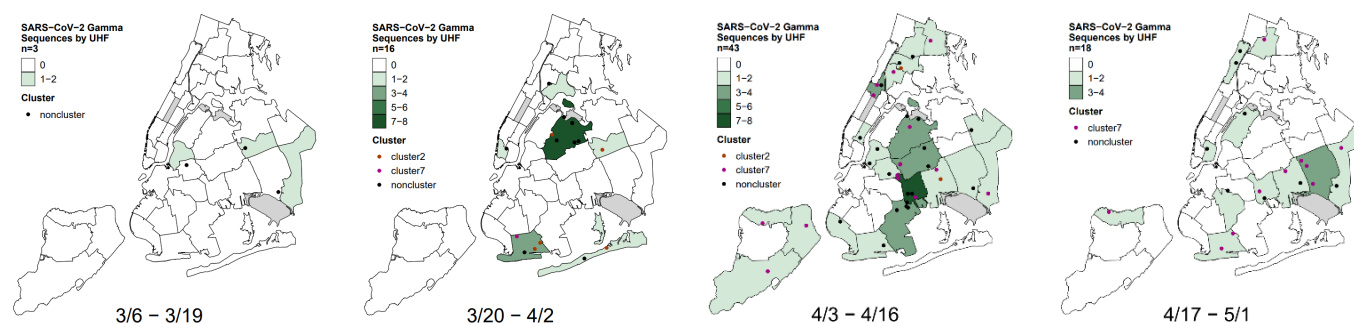 SARS−CoV−2 Gamma
Sequences by UHF
n=3
0
1−2
Cluster
noncluster
3/6 − 3/19
SARS−CoV−2 Gamma
Sequences by UHF
n=16
0
1−2
3−4
5−6
7−8
Cluster
cluster2
cluster7
noncluster
3/20 − 4/2
SARS−CoV−2 Gamma
Sequences by UHF
n=43
0
1−2
3−4
5−6
7−8
Cluster
cluster2
cluster7
noncluster
4/3 − 4/16
SARS−CoV−2 Gamma
Sequences by UHF
n=18
0
1−2
3−4
Cluster
cluster7
noncluster
4/17 − 5/1